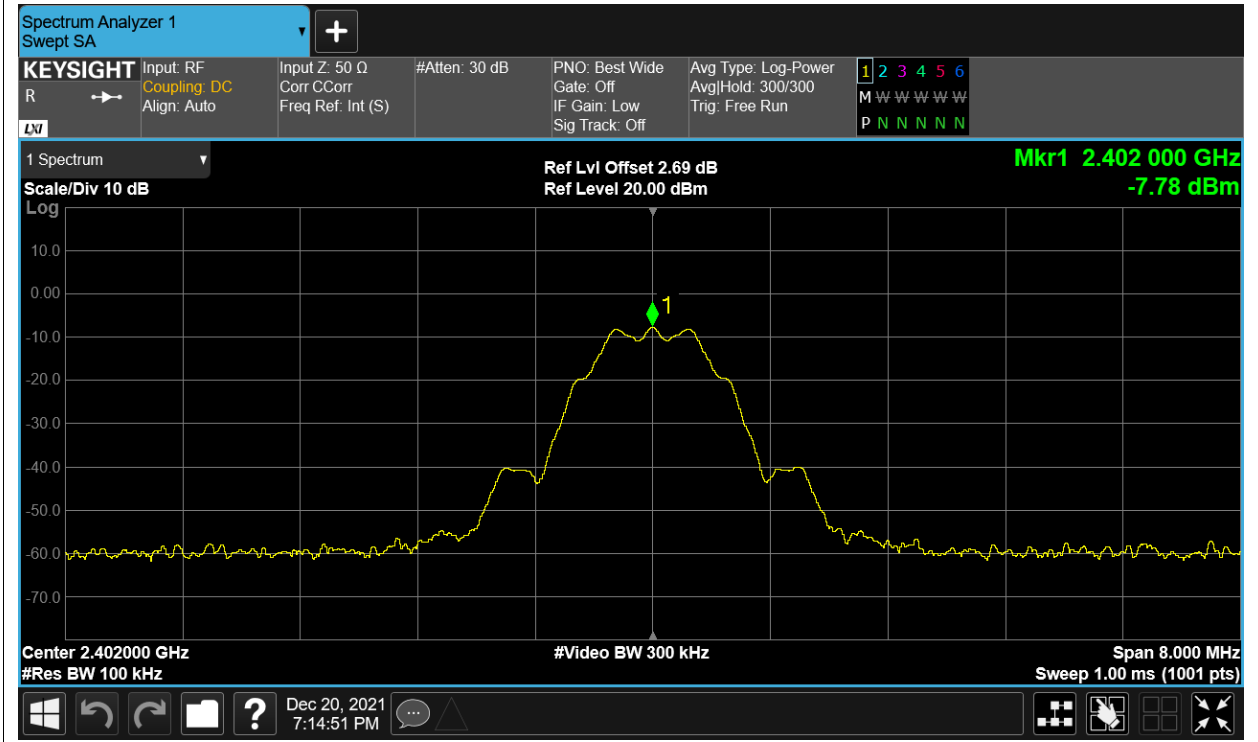 Spectrum Analyzer 1
Swept SA
KEYSIGHT
R
LXI
Input: RF
Coupling: DC
Align: Auto
Input Z: 50 Ω
Corr CCorr
Freq Ref: Int (S)
#Atten: 30 dB
PNO: Best Wide
Gate: Off
IF Gain: Low
Sig Track: Off
Avg Type: Log-Power
Avg|Hold: 300/300
Trig: Free Run
1 2 3 4 5 6
M W W W W W
P N N N N N
1 Spectrum
Scale/Div 10 dB
Log
Ref Lvl Offset 2.69 dB
Ref Level 20.00 dBm
Mkr1 2.402 000 GHz
-7.78 dBm
1
10.0
0.00
-10.0
-20.0
-30.0
-40.0
-50.0
-60.0
-70.0
Center 2.402000 GHz
#Res BW 100 kHz
#Video BW 300 kHz
Span 8.000 MHz
Sweep 1.00 ms (1001 pts)
?
Dec 20, 2021
7:14:51 PM